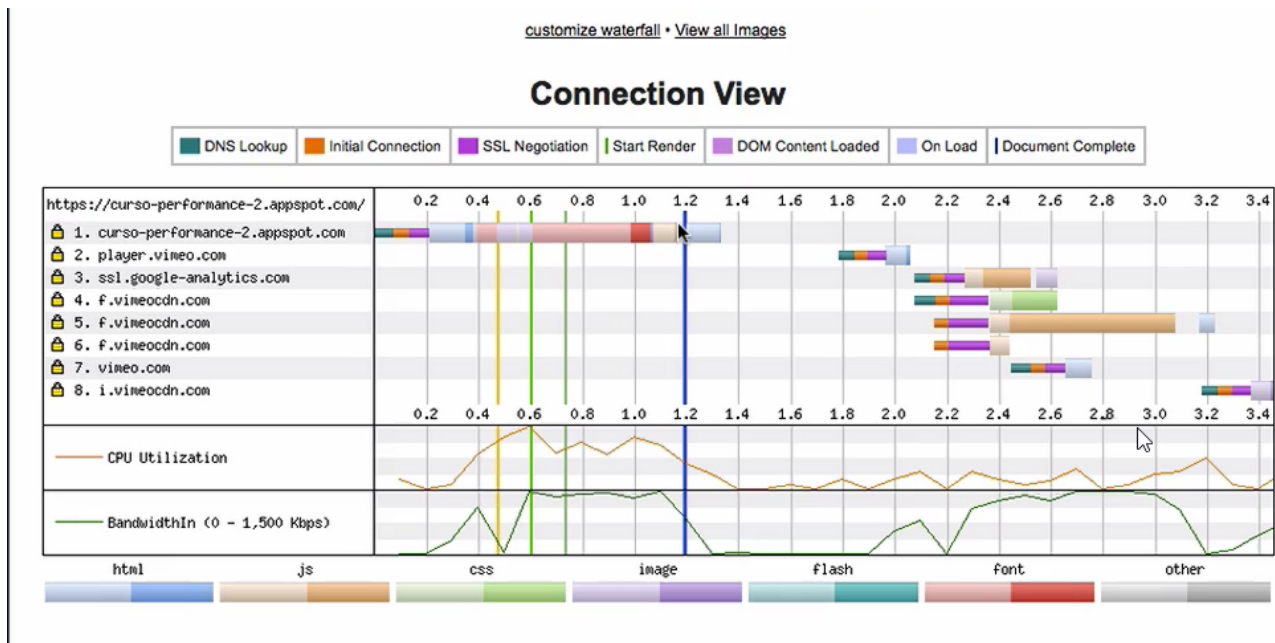 customize waterfall • View all Images
Connection View
DNS Lookup Initial Connection SSL Negotiation Start Render DOM Content Loaded On Load Document Complete
https://curso-performance-2.appspot.com/ 0.2 0.4 0.6 0.8 1.0 1.2 1.4 1.6 1.8 2.0 2.2 2.4 2.6 2.8 3.0 3.2 3.4
1. curso-performance-2.appspot.com
2. player.vimeo.com
3. ssl.google-analytics.com
4. f.vimeocdn.com
5. f.vimeocdn.com
6. f.vimeocdn.com
7. vimeo.com
8. i.vimeocdn.com
0.2 0.4 0.6 0.8 1.0 1.2 1.4 1.6 1.8 2.0 2.2 2.4 2.6 2.8 3.0 3.2 3.4
CPU Utilization
BandwidthIn (0 - 1,500 Kbps)
html js css image flash font other